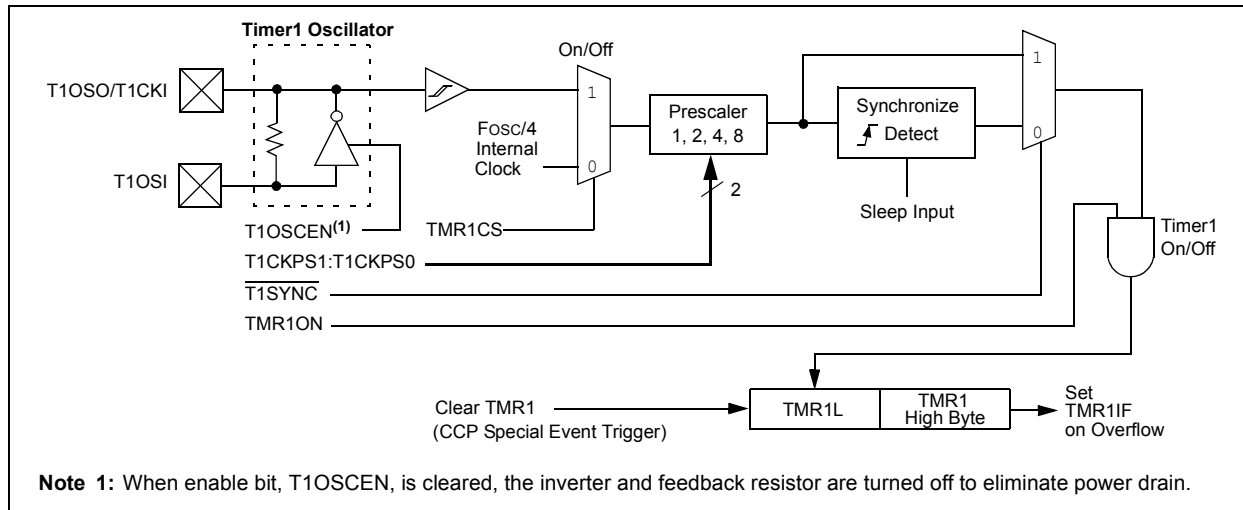 Timer1 Oscillator
On/Off
T1OSO/T1CKI
1
1
Prescaler
1, 2, 4, 8
Synchronize
Detect
FOSC/4
Internal
Clock
0
0
T1OSI
2
Sleep Input
T1OSCEN(1)
TMR1CS
Timer1
On/Off
T1CKPS1:T1CKPS0
T1SYNC
TMR1ON
Clear TMR1
(CCP Special Event Trigger)
TMR1L
TMR1
High Byte
Set
TMR1IF
on Overflow
Note 1: When enable bit, T1OSCEN, is cleared, the inverter and feedback resistor are turned off to eliminate power drain.